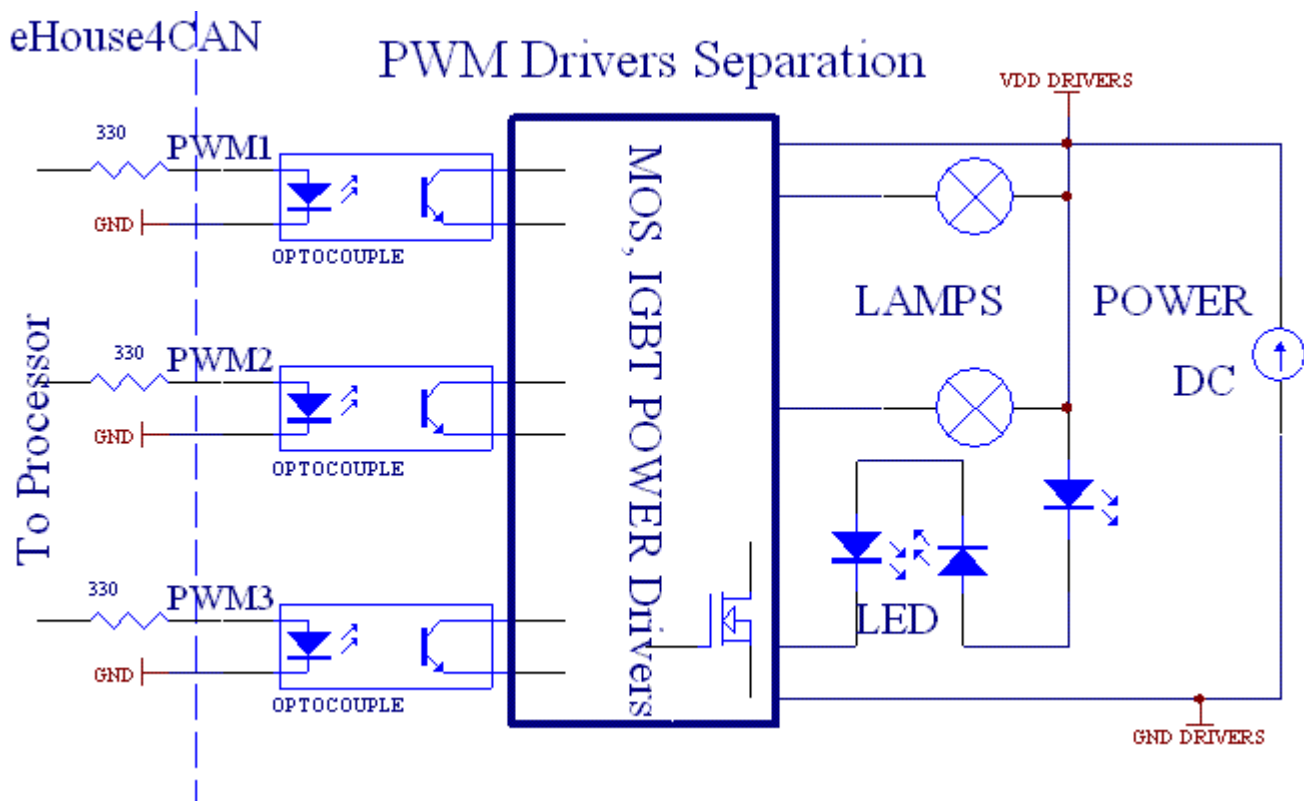 eHouse4CAN
PWM Drivers Separation
VDD DRIVERS
330
PWM1
GND
OPTOCOUPLE
MOS, IGBT POWER Drivers
LAMPS
POWER
DC
To Processor
330
PWM2
GND
OPTOCOUPLE
LED
330
PWM3
GND
OPTOCOUPLE
GND DRIVERS